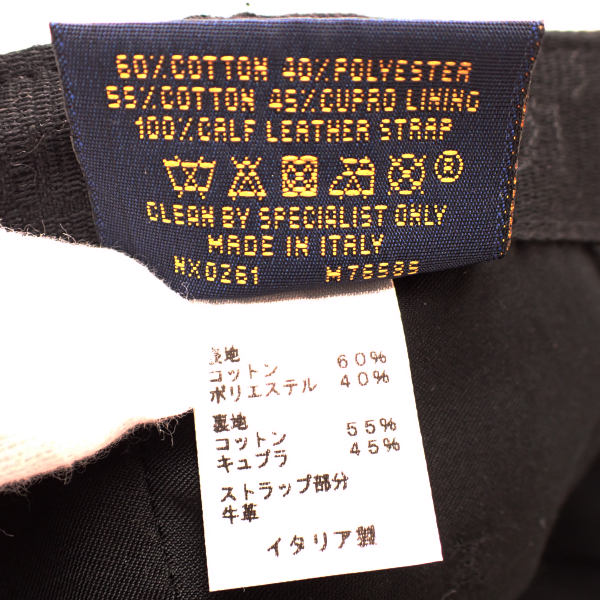 60%COTTON 40%POLYESTER
55%COTTON 45%CUPRO LINING
100%CALF LEATHER STRAP
®
CLEAN BY SPECIALIST ONLY
MADE IN ITALY
NX0261 M76585
表地
コットン 60%
ポリエステル 40%
裏地
コットン 55%
キュプラ 45%
ストラップ部分
牛革
イタリア製